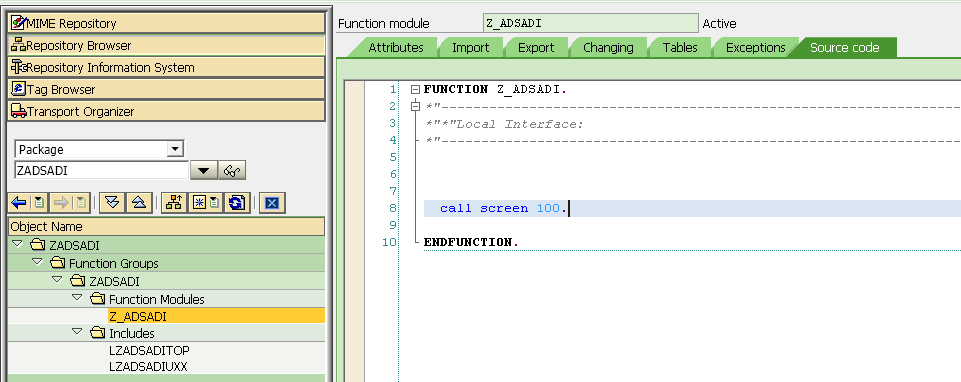 MIME Repository
Repository Browser
Repository Information System
Tag Browser
Transport Organizer
Package
ZADSADI
Object Name
ZADSADI
Function Groups
ZADSADI
Function Modules
Z_ADSADI
Includes
LZADSADITOP
LZADSADIUXX
Function module Z_ADSADI Active
Attributes Import Export Changing Tables Exceptions Source code
1 FUNCTION Z_ADSADI.
2 *"----------------------------------------------------------------------
3 *"*"Local Interface:
4 *"----------------------------------------------------------------------
5
6
7
8 call screen 100.
9
10 ENDFUNCTION.